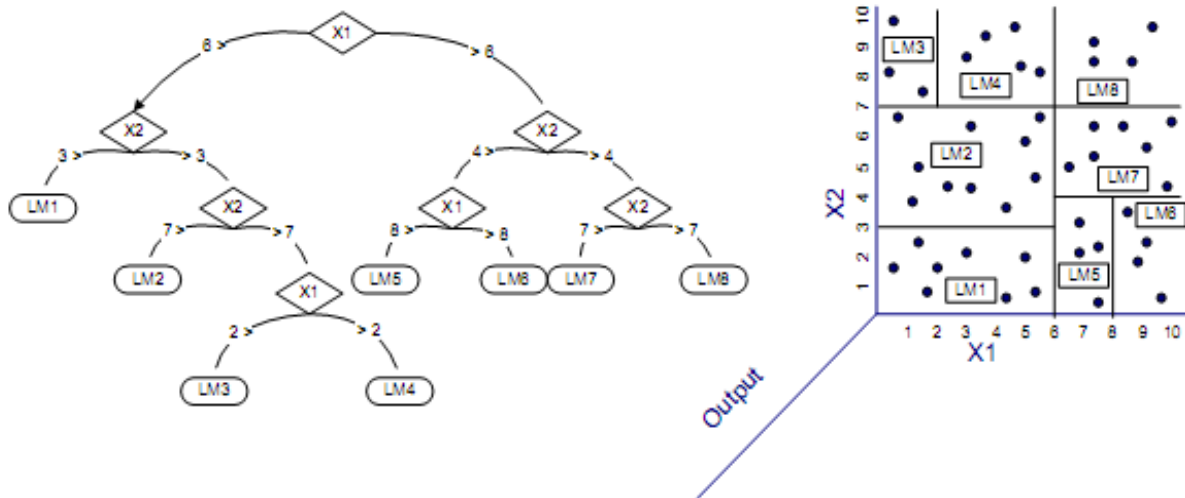 X1
6 >
> 6
X2
X2
3 >
> 3
4 >
> 4
LM1
X2
X1
X2
7 >
> 7
8 >
> 8
7 >
> 7
LM2
X1
LM5
LM6
LM7
LM8
2 >
> 2
LM3
LM4
10
9
8
7
6
5
4
3
2
1
X2
LM3
LM4
LM8
LM2
LM7
LM6
LM5
LM1
1 2 3 4 5 6 7 8 9 10
X1
Output